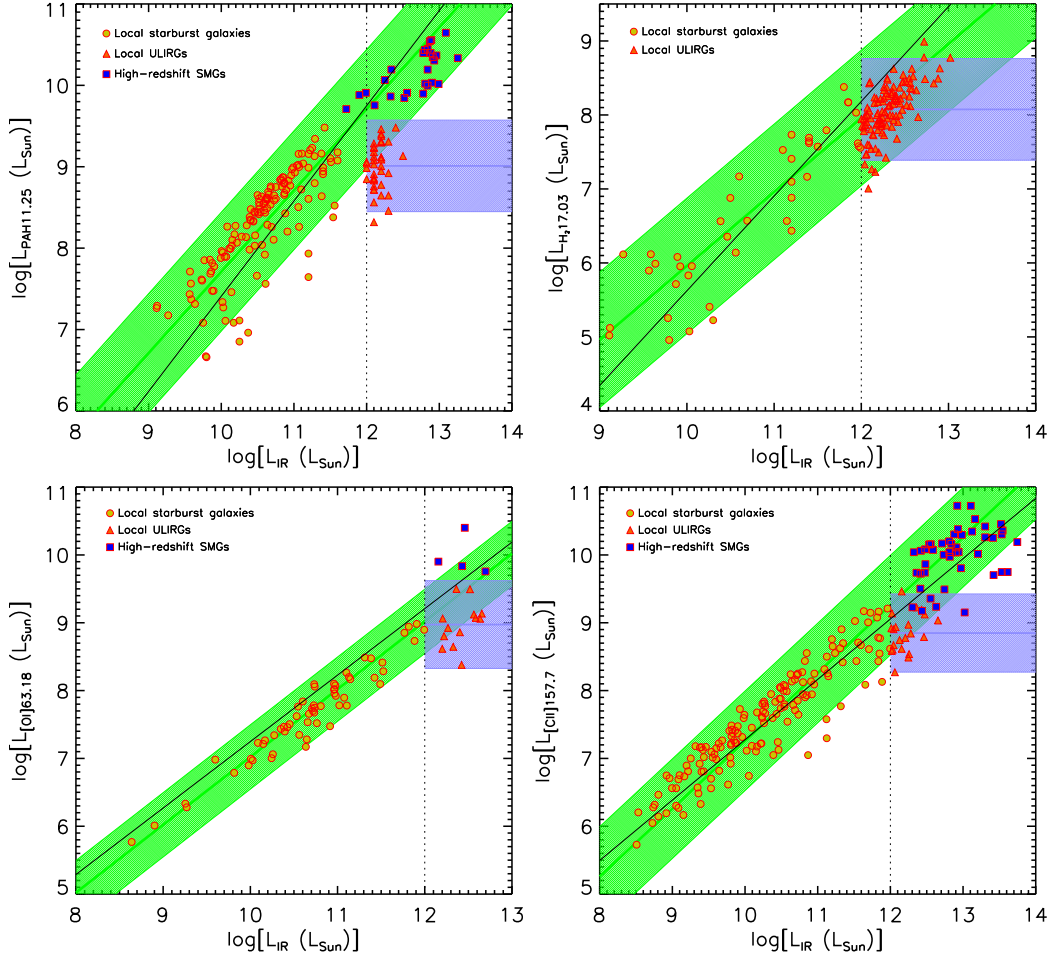 11
10
9
8
7
6
log[L_PAH11.25 (L_Sun)]
Local starburst galaxies
Local ULIRGs
High-redshift SMGs
8 9 10 11 12 13 14
log[L_IR (L_Sun)]
9
8
7
6
5
4
log[L_H₂17.03 (L_Sun)]
Local starburst galaxies
Local ULIRGs
9 10 11 12 13 14
log[L_IR (L_Sun)]
11
10
9
8
7
6
5
log[L_[OI]63.18 (L_Sun)]
Local starburst galaxies
Local ULIRGs
High-redshift SMGs
8 9 10 11 12 13
log[L_IR (L_Sun)]
11
10
9
8
7
6
5
log[L_[CII]157.7 (L_Sun)]
Local starburst galaxies
Local ULIRGs
High-redshift SMGs
8 9 10 11 12 13 14
log[L_IR (L_Sun)]